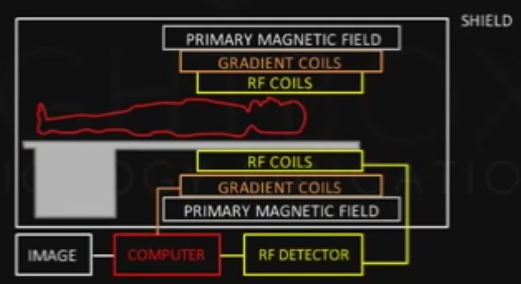 SHIELD
PRIMARY MAGNETIC FIELD
GRADIENT COILS
RF COILS
RF COILS
GRADIENT COILS
PRIMARY MAGNETIC FIELD
IMAGE
COMPUTER
RF DETECTOR